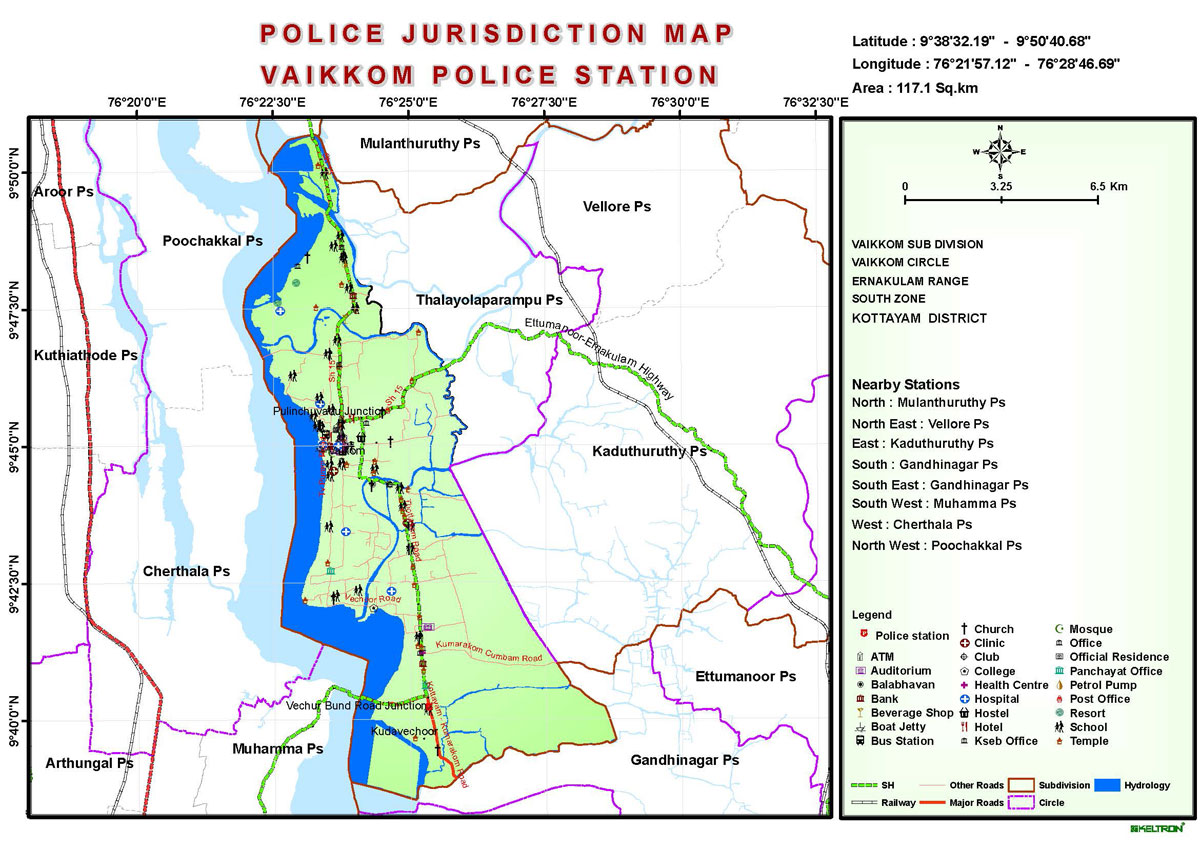 POLICE JURISDICTION MAP
VAIKKOM POLICE STATION
Latitude : 9°38'32.19" - 9°50'40.68"
Longitude : 76°21'57.12" - 76°28'46.69"
Area : 117.1 Sq.km
76°20'0"E
76°22'30"E
76°25'0"E
76°27'30"E
76°30'0"E
76°32'30"E
9°50'0"N
9°47'30"N
9°45'0"N
9°42'30"N
9°40'0"N
Mulanthuruthy Ps
Aroor Ps
Vellore Ps
Poochakkal Ps
Thalayolaparampu Ps
Ettumanoor-Ernakulam Highway
Kuthiathode Ps
Sh 15
Sh 15
Pulinchuvadu Junction
Kaduthuruthy Ps
Cherthala Ps
Vechoor Road
Kumarakom Cumbam Road
Ettumanoor Ps
Vechur Bund Road Junction
Kudavechoor
Kottayam - Kumarakom Road
Muhamma Ps
Arthungal Ps
Gandhinagar Ps
N
W E
S
0 3.25 6.5 Km
VAIKKOM SUB DIVISION
VAIKKOM CIRCLE
ERNAKULAM RANGE
SOUTH ZONE
KOTTAYAM DISTRICT
Nearby Stations
North : Mulanthuruthy Ps
North East : Vellore Ps
East : Kaduthuruthy Ps
South : Gandhinagar Ps
South East : Gandhinagar Ps
South West : Muhamma Ps
West : Cherthala Ps
North West : Poochakkal Ps
Legend
Police station
ATM
Auditorium
Balabhavan
Bank
Beverage Shop
Boat Jetty
Bus Station
Church
Clinic
Club
College
Health Centre
Hospital
Hostel
Hotel
Kseb Office
Mosque
Office
Official Residence
Panchayat Office
Petrol Pump
Post Office
Resort
School
Temple
SH
Other Roads
Subdivision
Hydrology
Railway
Major Roads
Circle
KELTRON